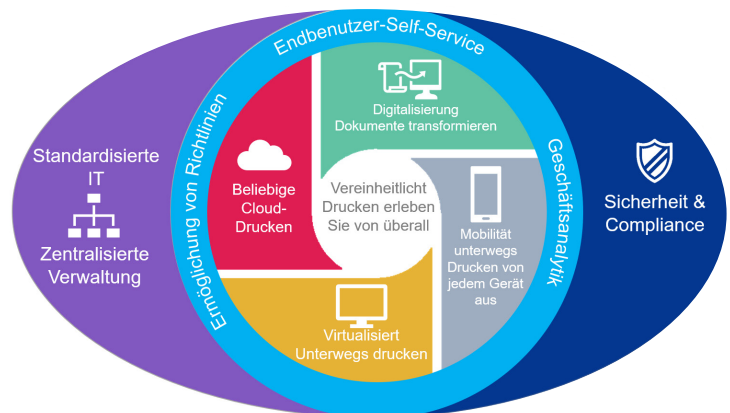 Endbenutzer-Self-Service
Ermöglichung von Richtlinien
Geschäftsanalytik
Standardisierte
IT
Zentralisierte
Verwaltung
Digitalisierung
Dokumente transformieren
Beliebige
Cloud-
Drucken
Vereinheitlicht
Drucken erleben
Sie von überall
Mobilität
unterwegs
Drucken von
jedem Gerät
aus
Virtualisiert
Unterwegs drucken
Sicherheit &
Compliance